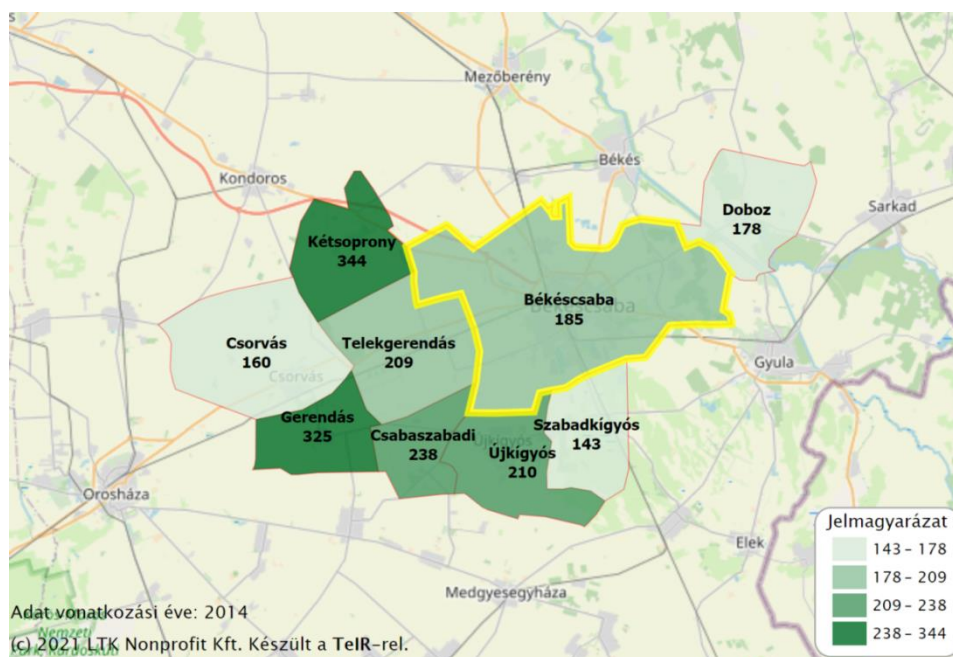 Mezőberény
Békés
Kondoros
Doboz
178
Sarkad
Kétsoprony
344
Békéscsaba
185
Békéscsaba
Csorvás
160
Telekgerendás
209
Gyula
Csorvás
Gerendás
325
Csabaszabadi
238
Újkígyós
Szabadkígyós
143
Újkígyós
210
Orosháza
Elek
Medgyesegyháza
Jelmagyarázat
143 – 178
178 – 209
209 – 238
238 – 344
Adat vonatkozási éve: 2014
Nemzeti
(c) 2021 LTK Nonprofit Kft. Készült a TeIR-rel.